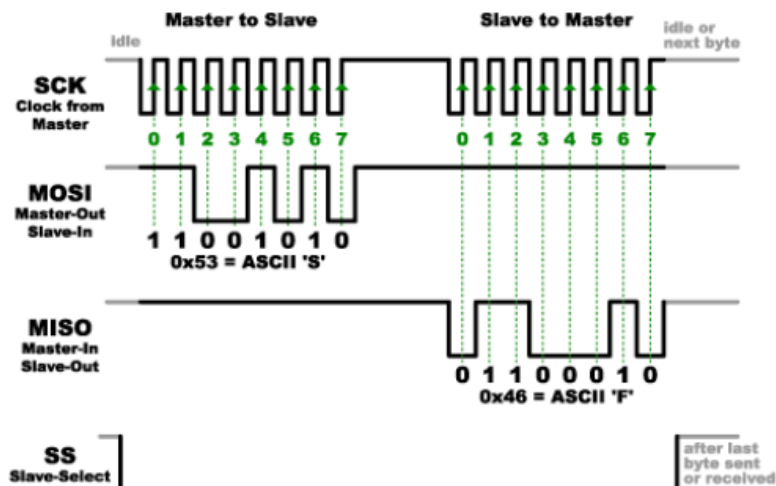 Master to Slave
Slave to Master
idle
idle or
next byte
SCK
Clock from
Master
0 1 2 3 4 5 6 7
0 1 2 3 4 5 6 7
MOSI
Master-Out
Slave-In
1 1 0 0 1 0 1 0
0x53 = ASCII 'S'
MISO
Master-In
Slave-Out
0 1 1 0 0 0 1 0
0x46 = ASCII 'F'
SS
Slave-Select
after last
byte sent
or received